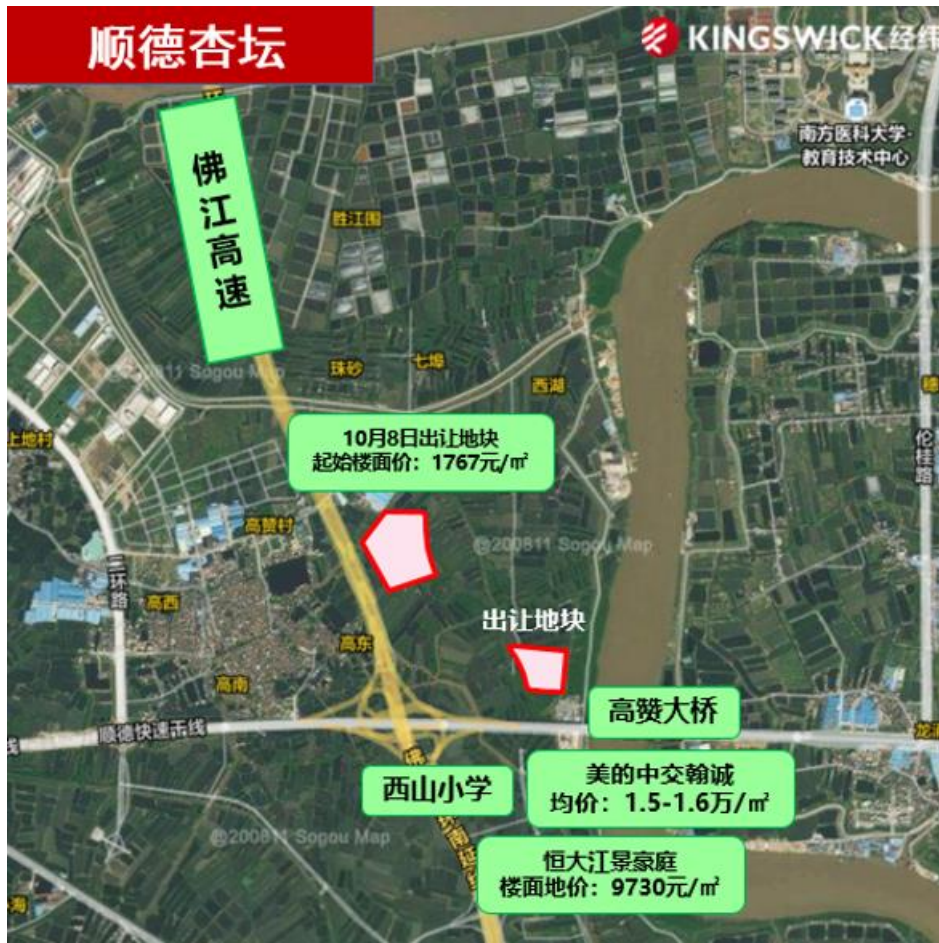 顺德杏坛
KINGSWICK经纬
南方医科大学·
教育技术中心
佛江高速
胜江围
珠砂
七埠
西湖
@200811 Sogou Map
上地村
10月8日出让地块
起始楼面价：1767元/㎡
伦桂路
高赞村
@200811 Sogou Map
三环路
高西
高东
出让地块
高南
高赞大桥
顺德快速干线
西山小学
美的中交翰诚
均价：1.5-1.6万/㎡
@200811 Sogou Map
恒大江景豪庭
楼面地价：9730元/㎡